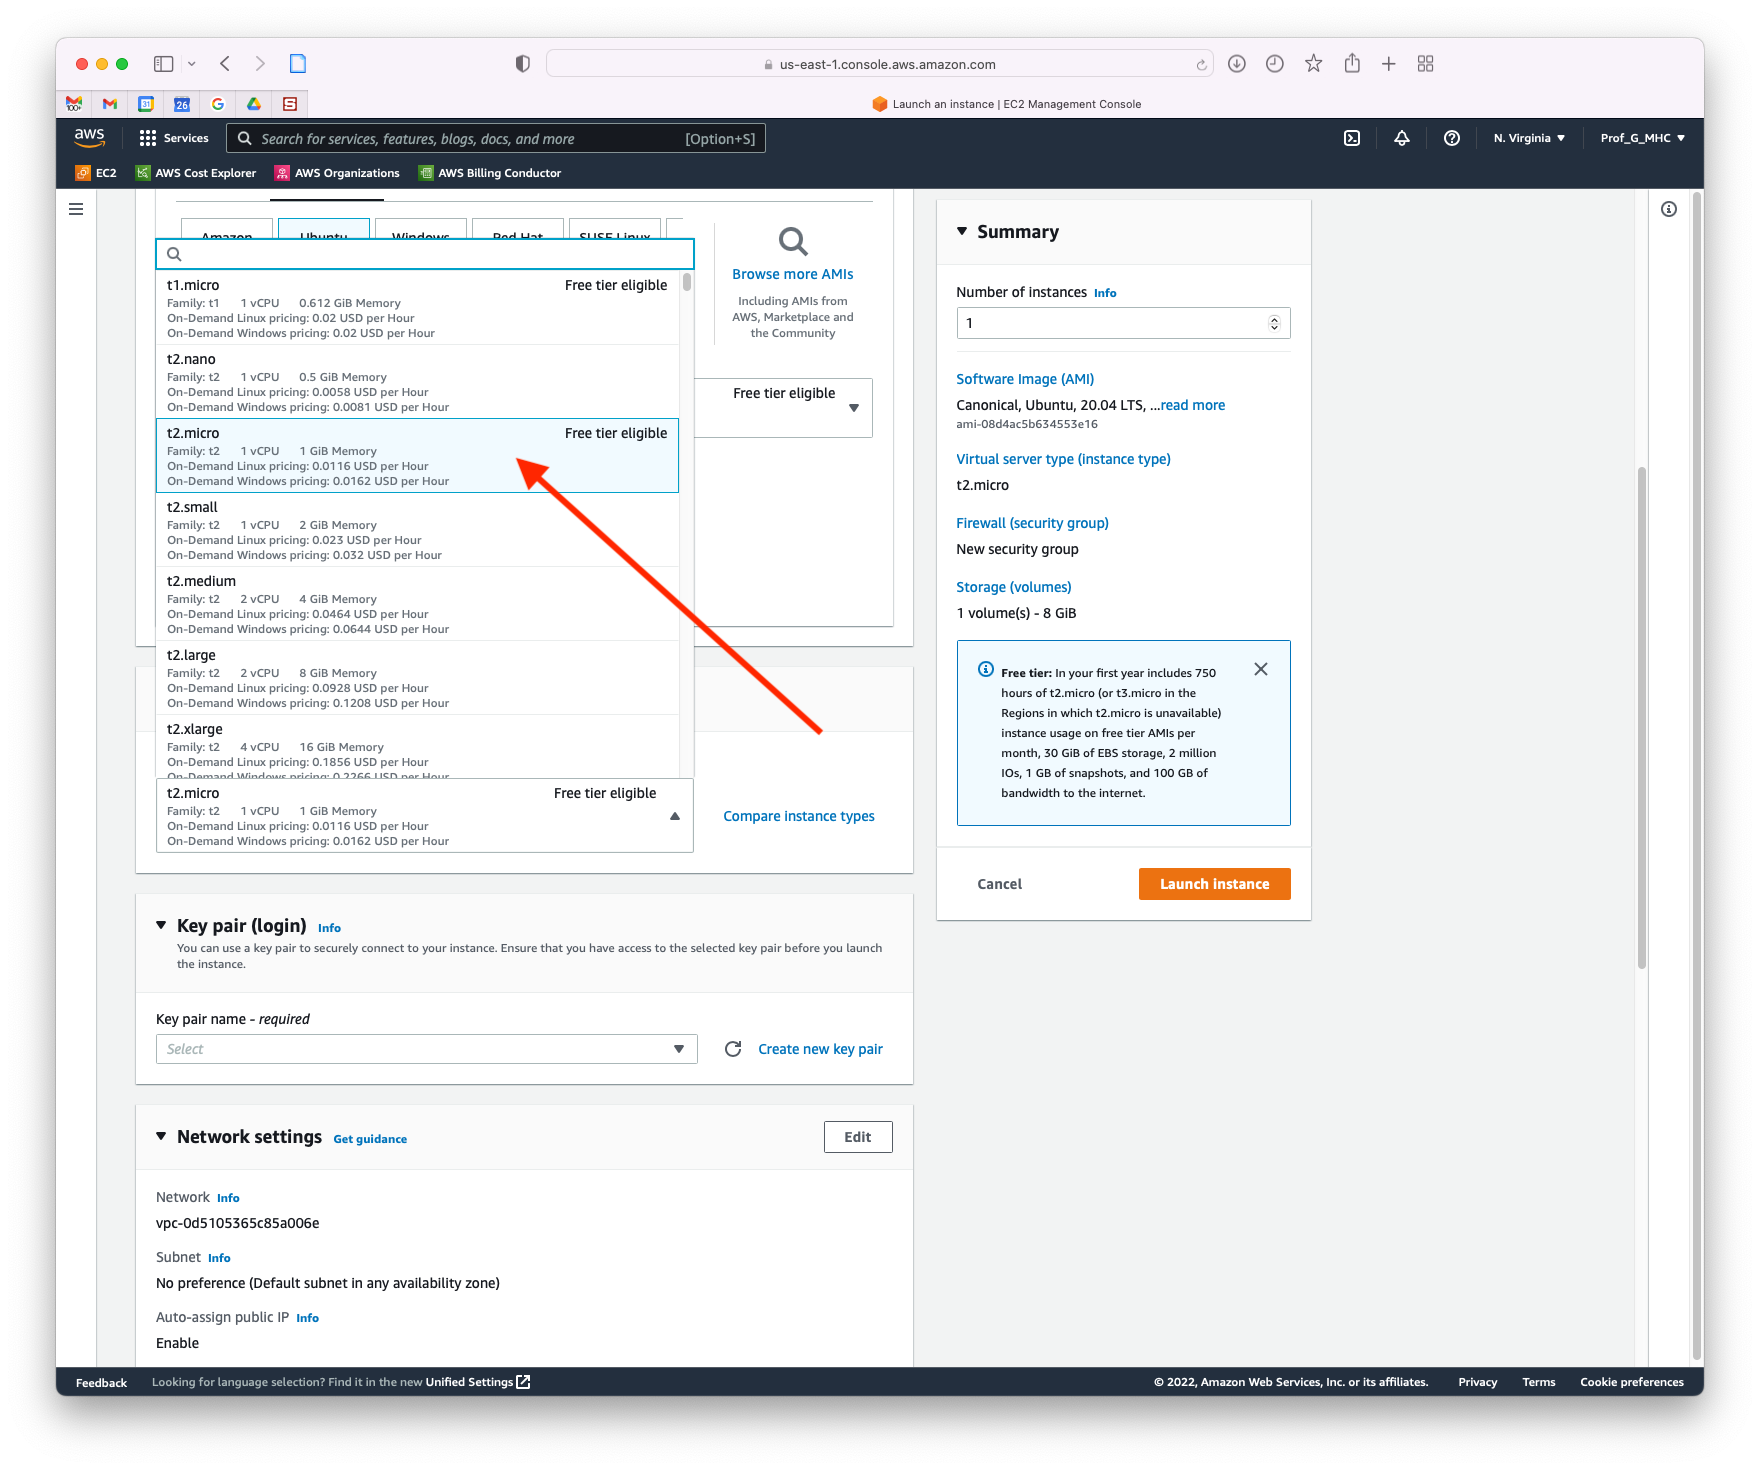 us-east-1.console.aws.amazon.com
Launch an instance | EC2 Management Console
aws
Services
Search for services, features, blogs, docs, and more
[Option+S]
N. Virginia
Prof_G_MHC
EC2
AWS Cost Explorer
AWS Organizations
AWS Billing Conductor
Amazon
Ubuntu
Windows
Red Hat
SUSE Linux
t1.micro
Free tier eligible
Family: t1 1 vCPU 0.612 GiB Memory
On-Demand Linux pricing: 0.02 USD per Hour
On-Demand Windows pricing: 0.02 USD per Hour
t2.nano
Family: t2 1 vCPU 0.5 GiB Memory
On-Demand Linux pricing: 0.0058 USD per Hour
On-Demand Windows pricing: 0.0081 USD per Hour
t2.micro
Free tier eligible
Family: t2 1 vCPU 1 GiB Memory
On-Demand Linux pricing: 0.0116 USD per Hour
On-Demand Windows pricing: 0.0162 USD per Hour
t2.small
Family: t2 1 vCPU 2 GiB Memory
On-Demand Linux pricing: 0.023 USD per Hour
On-Demand Windows pricing: 0.032 USD per Hour
t2.medium
Family: t2 2 vCPU 4 GiB Memory
On-Demand Linux pricing: 0.0464 USD per Hour
On-Demand Windows pricing: 0.0644 USD per Hour
t2.large
Family: t2 2 vCPU 8 GiB Memory
On-Demand Linux pricing: 0.0928 USD per Hour
On-Demand Windows pricing: 0.1208 USD per Hour
t2.xlarge
Family: t2 4 vCPU 16 GiB Memory
On-Demand Linux pricing: 0.1856 USD per Hour
On-Demand Windows pricing: 0.2266 USD per Hour
t2.micro
Free tier eligible
Family: t2 1 vCPU 1 GiB Memory
On-Demand Linux pricing: 0.0116 USD per Hour
On-Demand Windows pricing: 0.0162 USD per Hour
Browse more AMIs
Including AMIs from
AWS, Marketplace and
the Community
Free tier eligible
Compare instance types
Key pair (login) Info
You can use a key pair to securely connect to your instance. Ensure that you have access to the selected key pair before you launch
the instance.
Key pair name - required
Select
Create new key pair
Network settings Get guidance
Edit
Network Info
vpc-0d5105365c85a006e
Subnet Info
No preference (Default subnet in any availability zone)
Auto-assign public IP Info
Enable
Summary
Number of instances Info
1
Software Image (AMI)
Canonical, Ubuntu, 20.04 LTS, ...read more
ami-08d4ac5b634553e16
Virtual server type (instance type)
t2.micro
Firewall (security group)
New security group
Storage (volumes)
1 volume(s) - 8 GiB
Free tier: In your first year includes 750
hours of t2.micro (or t3.micro in the
Regions in which t2.micro is unavailable)
instance usage on free tier AMIs per
month, 30 GiB of EBS storage, 2 million
IOs, 1 GB of snapshots, and 100 GB of
bandwidth to the internet.
Cancel
Launch instance
Feedback
Looking for language selection? Find it in the new Unified Settings
© 2022, Amazon Web Services, Inc. or its affiliates.
Privacy
Terms
Cookie preferences